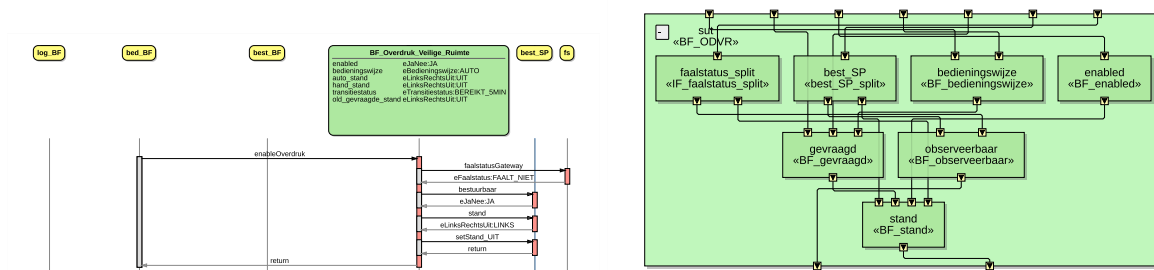 log_BF
bed_BF
best_BF
BF_Overdruk_Veilige_Ruimte
enabled eJaNee:JA
bedieningswijze eBedieningswijze:AUTO
auto_stand eLinksRechtsUit:UIT
hand_stand eLinksRechtsUit:UIT
transitiestatus eTransitiestatus:BEREIKT_5MIN
old_gevraagde_stand eLinksRechtsUit:UIT
best_SP
fs
enableOverdruk
faalstatusGateway
eFaalstatus:FAALT_NIET
bestuurbaar
eJaNee:JA
stand
eLinksRechtsUit:LINKS
setStand_UIT
return
return
-
sut
«BF_ODVR»
faalstatus_split
«IF_faalstatus_split»
best_SP
«best_SP_split»
bedieningswijze
«BF_bedieningswijze»
enabled
«BF_enabled»
gevraagd
«BF_gevraagd»
observeerbaar
«BF_observeerbaar»
stand
«BF_stand»